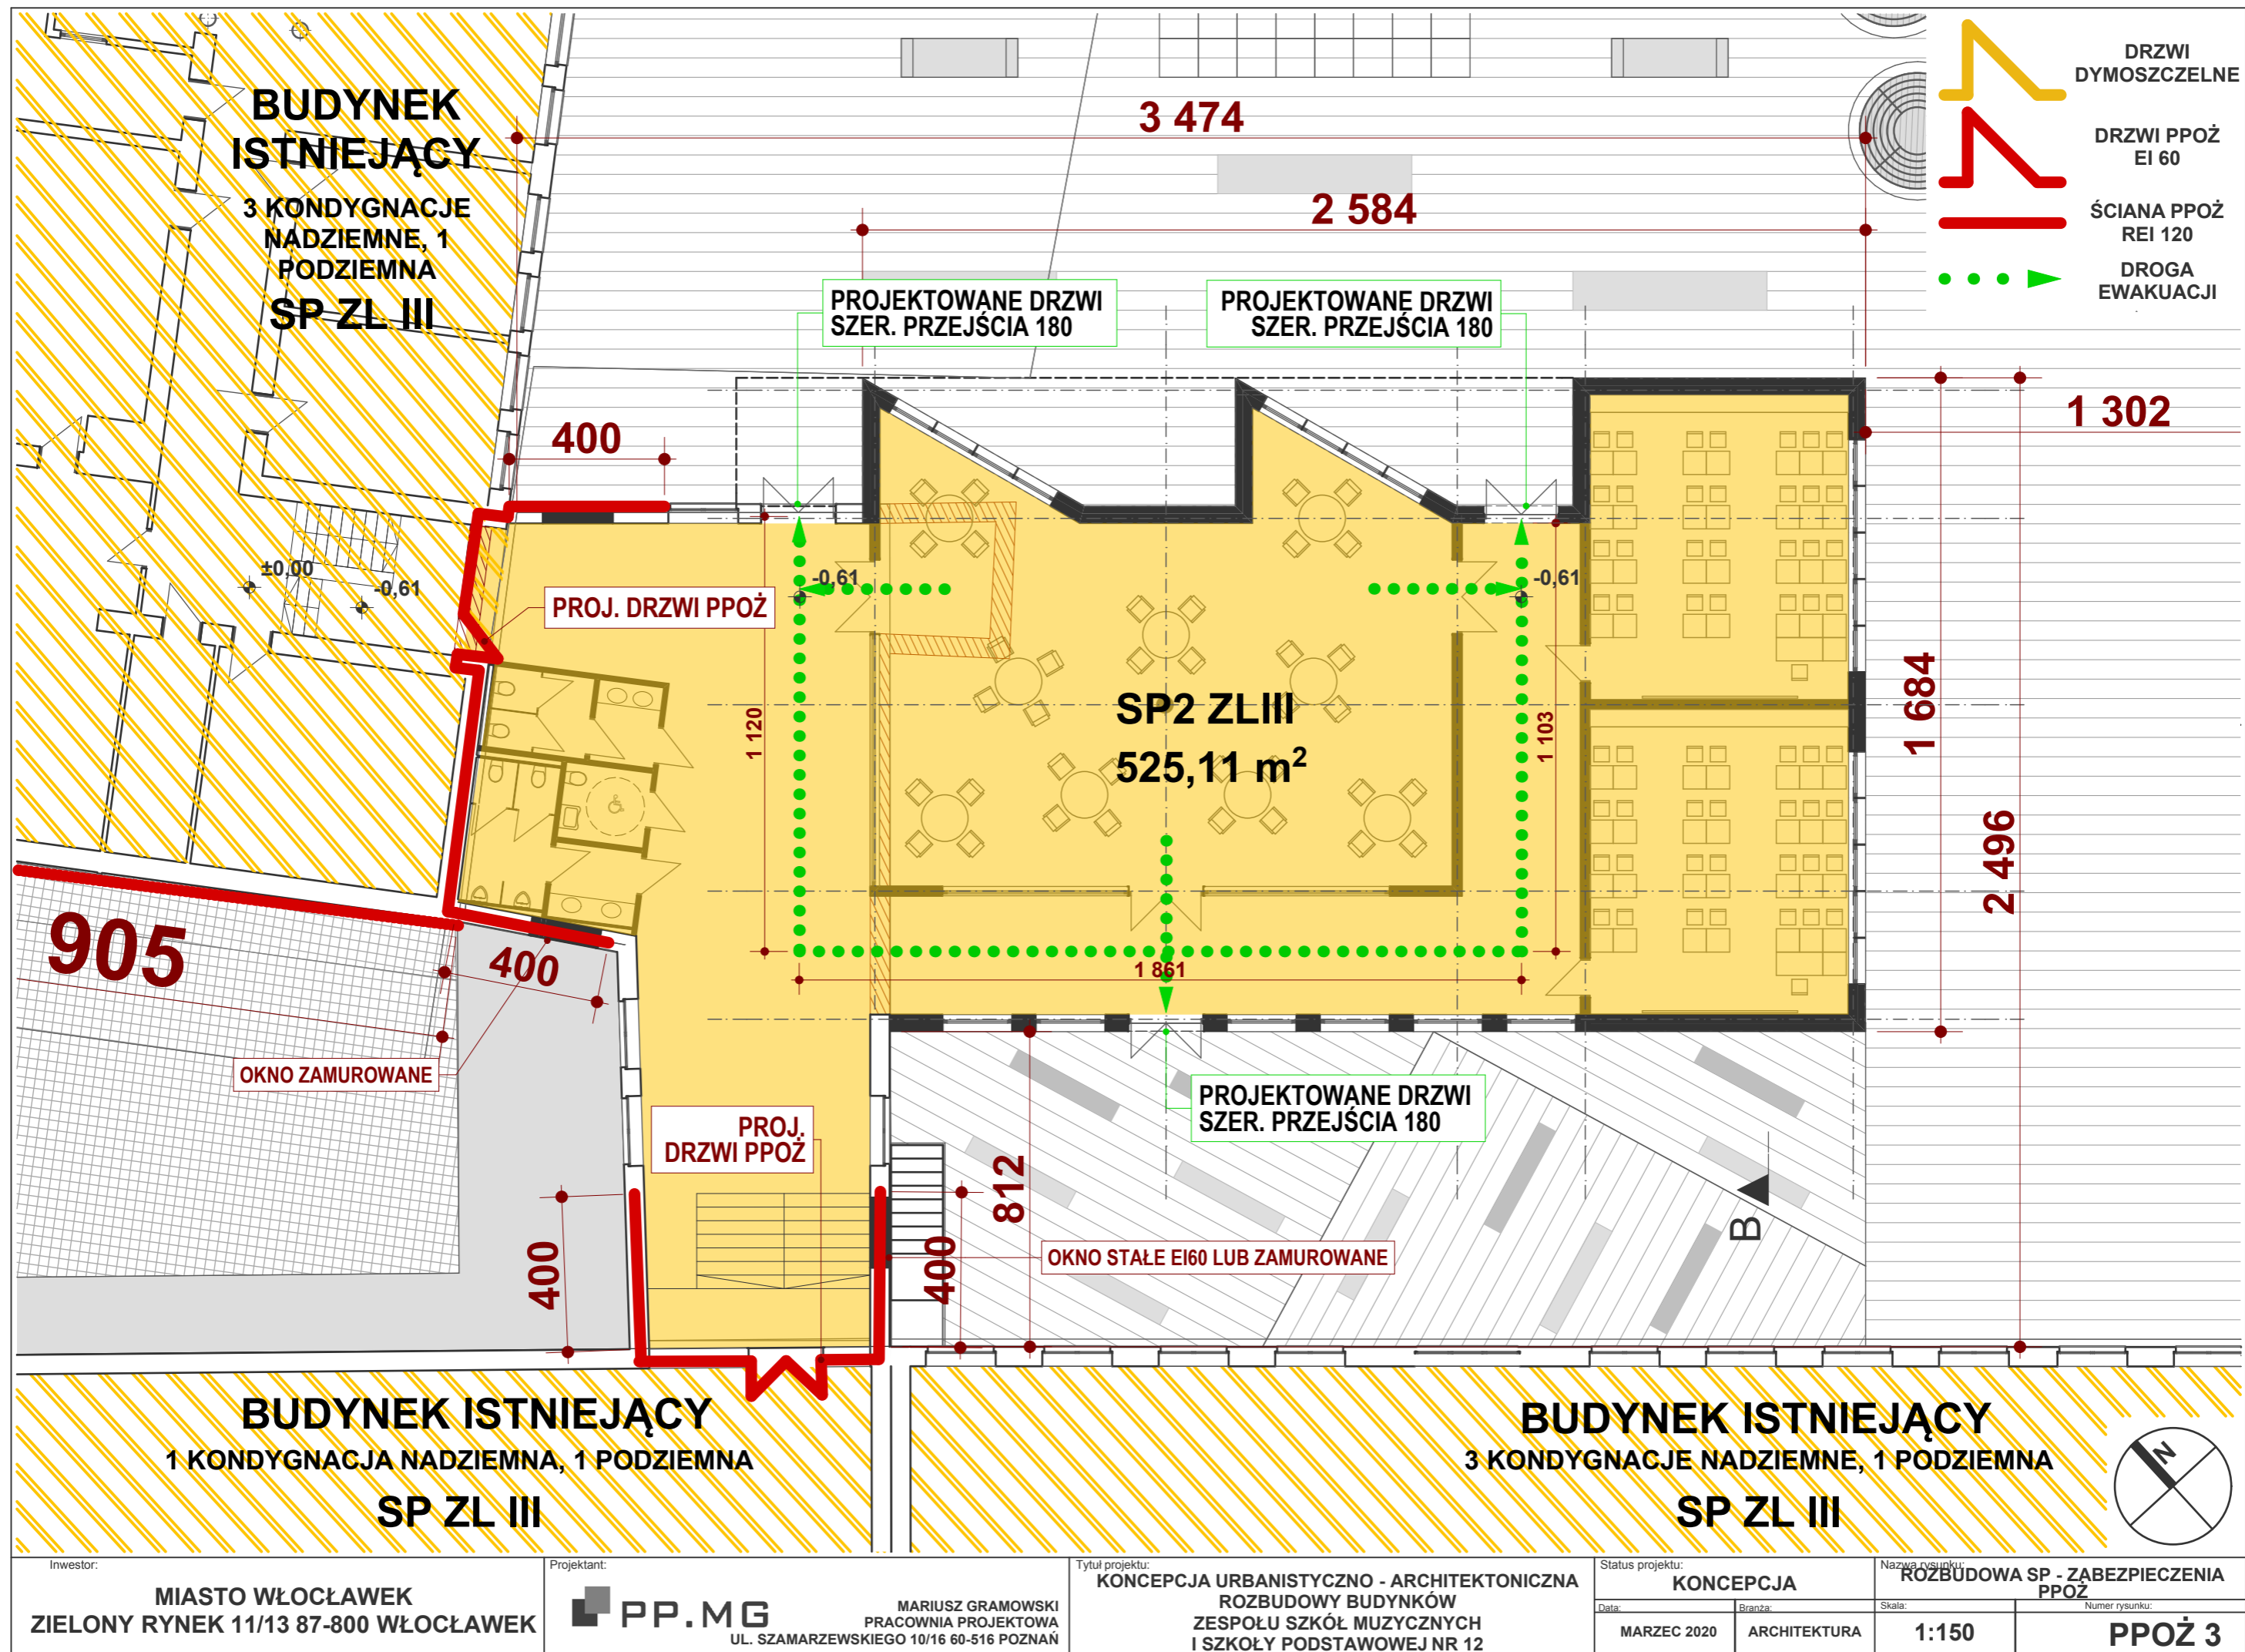 BUDYNEK
ISTNIEJĄCY
3 KONDYGNACJE
NADZIEMNE, 1
PODZIEMNA
SP ZL III
3 474
2 584
DRZWI
DYMOSZCZELNE
DRZWI PPOŻ
EI 60
ŚCIANA PPOŻ
REI 120
DROGA
EWAKUACJI
PROJEKTOWANE DRZWI
SZER. PRZEJŚCIA 180
PROJEKTOWANE DRZWI
SZER. PRZEJŚCIA 180
400
1 302
±0,00
-0,61
-0,61
-0,61
PROJ. DRZWI PPOŻ
1 120
SP2 ZLIII
525,11 m²
1 103
1 684
2 496
905
400
1 861
OKNO ZAMUROWANE
PROJ.
DRZWI PPOŻ
PROJEKTOWANE DRZWI
SZER. PRZEJŚCIA 180
812
400
400
OKNO STAŁE EI60 LUB ZAMUROWANE
B
BUDYNEK ISTNIEJĄCY
1 KONDYGNACJA NADZIEMNA, 1 PODZIEMNA
SP ZL III
BUDYNEK ISTNIEJĄCY
3 KONDYGNACJE NADZIEMNE, 1 PODZIEMNA
SP ZL III
N
Inwestor:
MIASTO WŁOCŁAWEK
ZIELONY RYNEK 11/13 87-800 WŁOCŁAWEK
Projektant:
PP.MG
MARIUSZ GRAMOWSKI
PRACOWNIA PROJEKTOWA
UL. SZAMARZEWSKIEGO 10/16 60-516 POZNAŃ
Tytuł projektu:
KONCEPCJA URBANISTYCZNO - ARCHITEKTONICZNA
ROZBUDOWY BUDYNKÓW
ZESPOŁU SZKÓŁ MUZYCZNYCH
I SZKOŁY PODSTAWOWEJ NR 12
Status projektu:
KONCEPCJA
Data:
MARZEC 2020
Branża:
ARCHITEKTURA
Nazwa rysunku:
ROZBUDOWA SP - ZABEZPIECZENIA
PPOŻ
Skala:
1:150
Numer rysunku:
PPOŻ 3